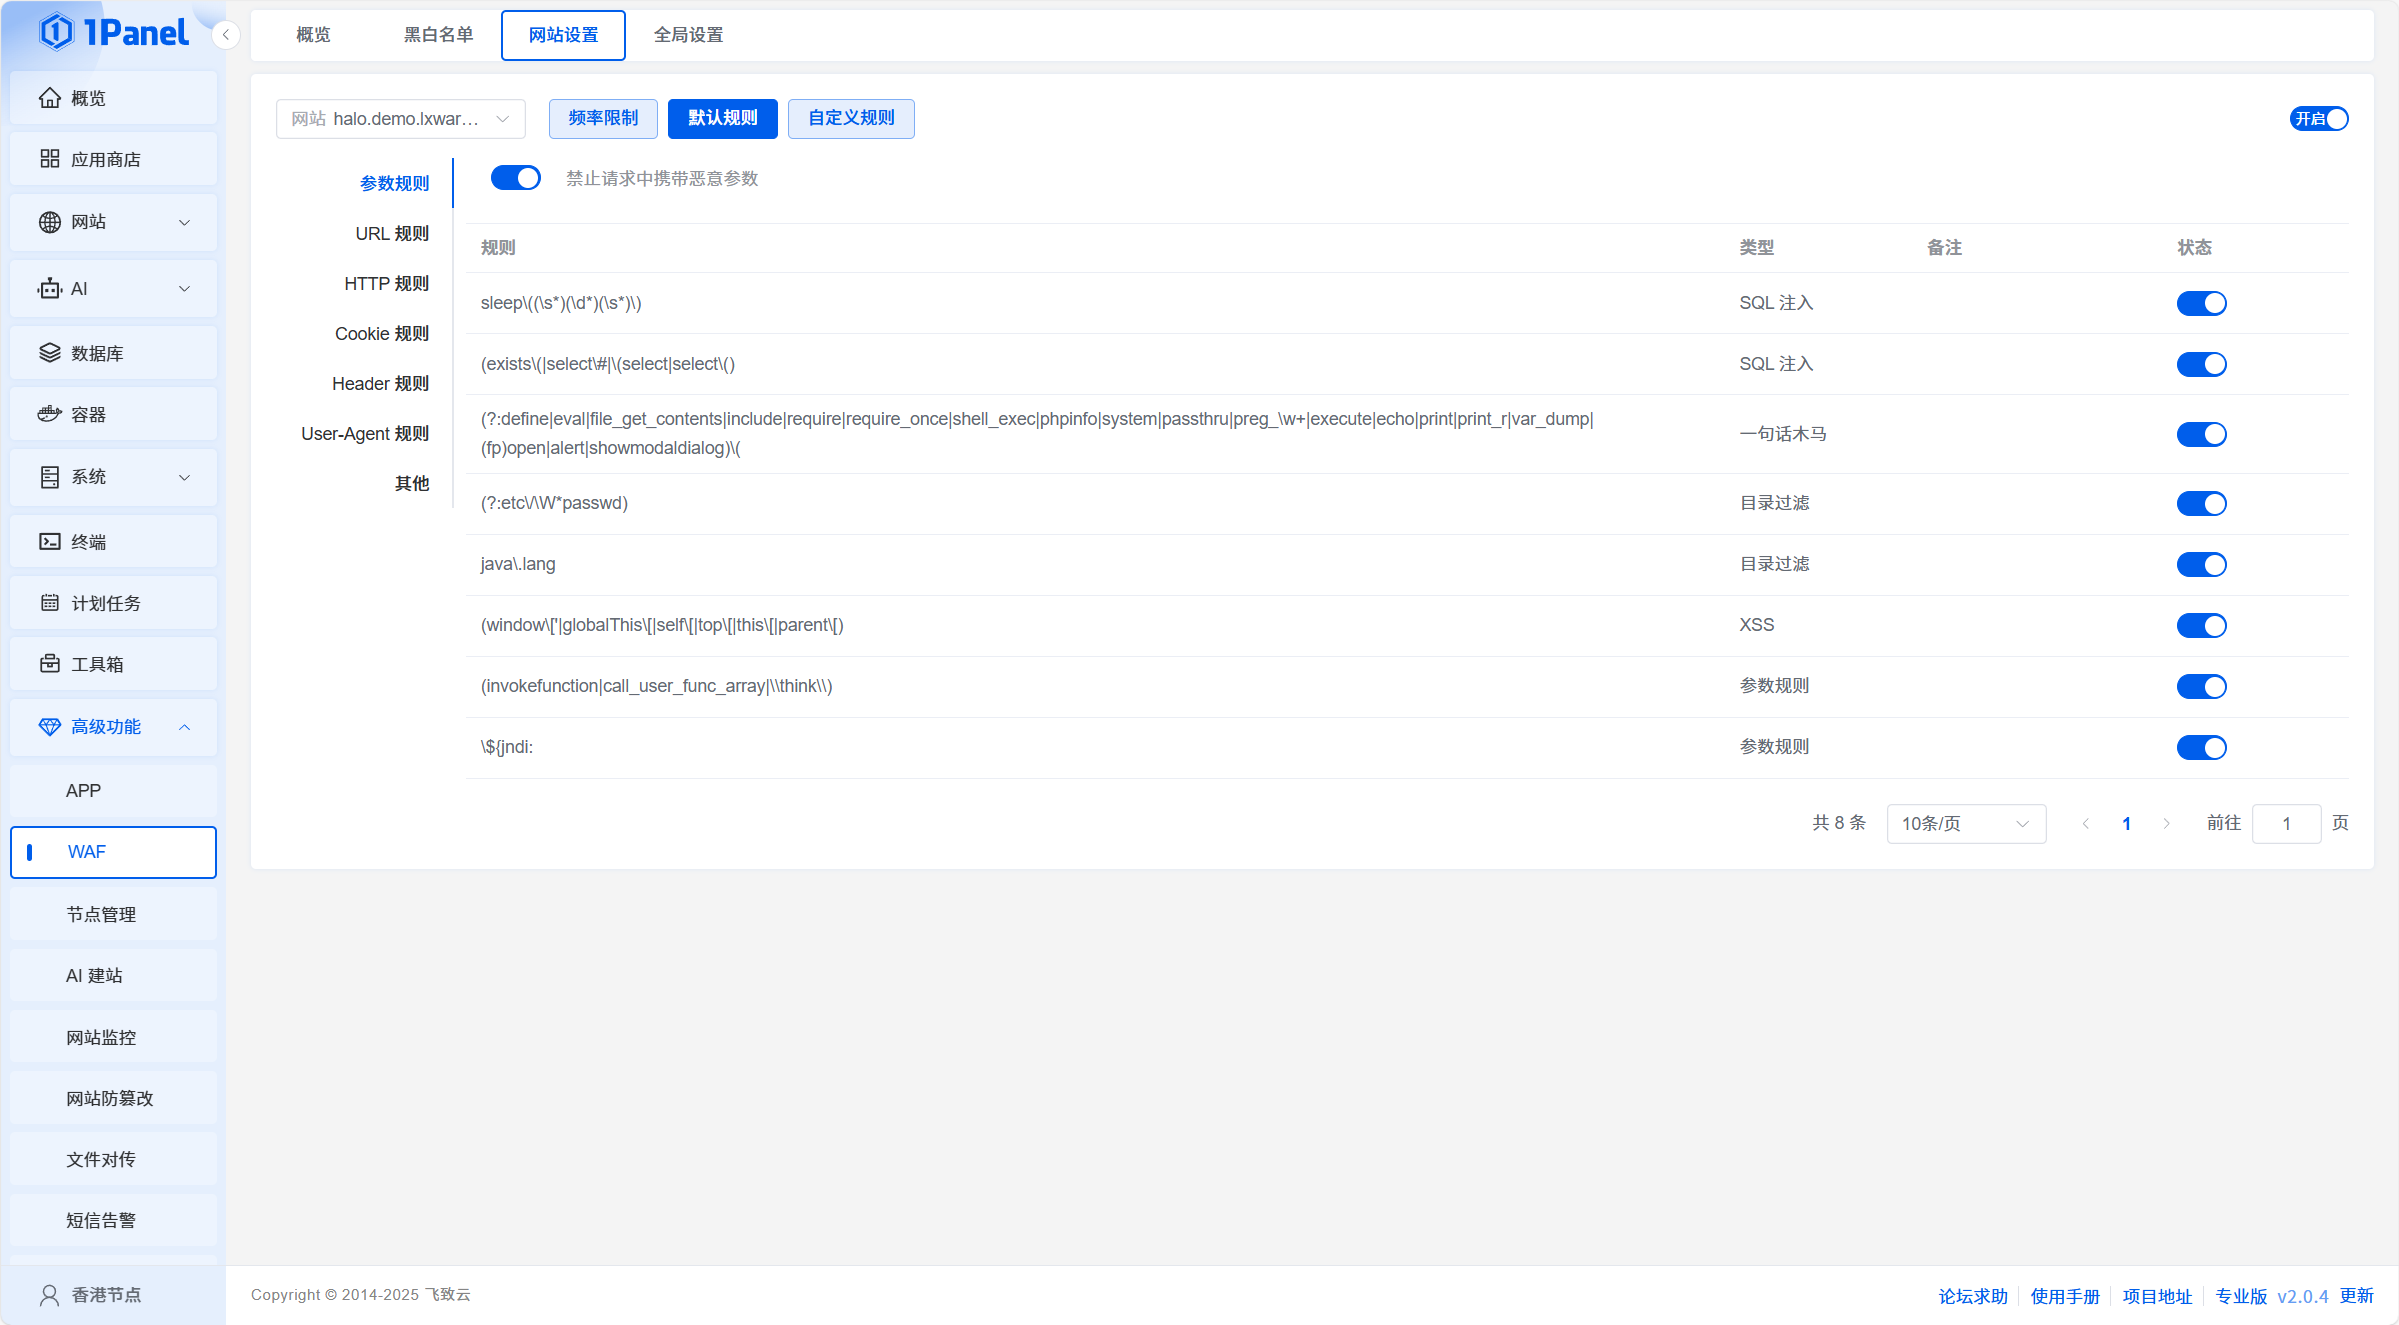 1Panel
概览
应用商店
网站
AI
数据库
容器
系统
终端
计划任务
工具箱
高级功能
APP
WAF
节点管理
AI 建站
网站监控
网站防篡改
文件对传
短信告警
香港节点
概览
黑白名单
网站设置
全局设置
网站 halo.demo.lxwar...
频率限制
默认规则
自定义规则
开启
参数规则
URL 规则
HTTP 规则
Cookie 规则
Header 规则
User-Agent 规则
其他
禁止请求中携带恶意参数
规则 类型 备注 状态
sleep\((\s*)(\d*)(\s*)\) SQL 注入
(exists\(|select\#|\(select|select\() SQL 注入
(?:define|eval|file_get_contents|include|require|require_once|shell_exec|phpinfo|system|passthru|preg_\w+|execute|echo|print|print_r|var_dump|
(fp)open|alert|showmodaldialog)\( 一句话木马
(?:etc\/\W*passwd) 目录过滤
java\.lang 目录过滤
(window\['|globalThis\[|self\[|top\[|this\[|parent\[) XSS
(invokefunction|call_user_func_array|\\think\\) 参数规则
\${jndi: 参数规则
共 8 条 10条/页 1 前往 1 页
Copyright © 2014-2025 飞致云
论坛求助 使用手册 项目地址 专业版 v2.0.4 更新